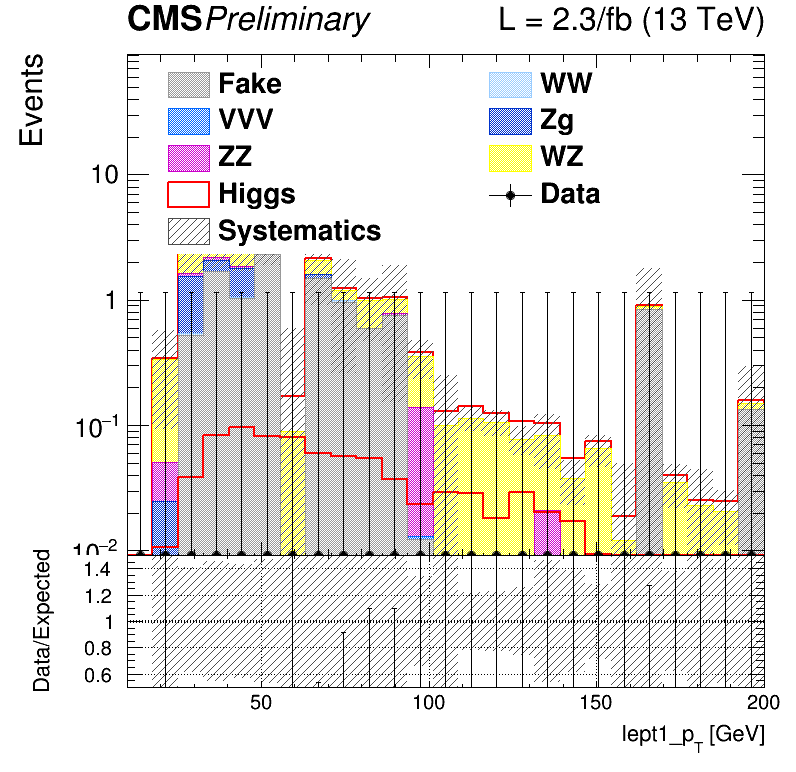 CMS Preliminary L = 2.3/fb (13 TeV)
Events
Fake WW
VVV Zg
ZZ WZ
Higgs Data
Systematics
10
1
10⁻¹
10⁻²
Data/Expected
1.4
1.2
1
0.8
0.6
50 100 150 200
lept1_p_T [GeV]